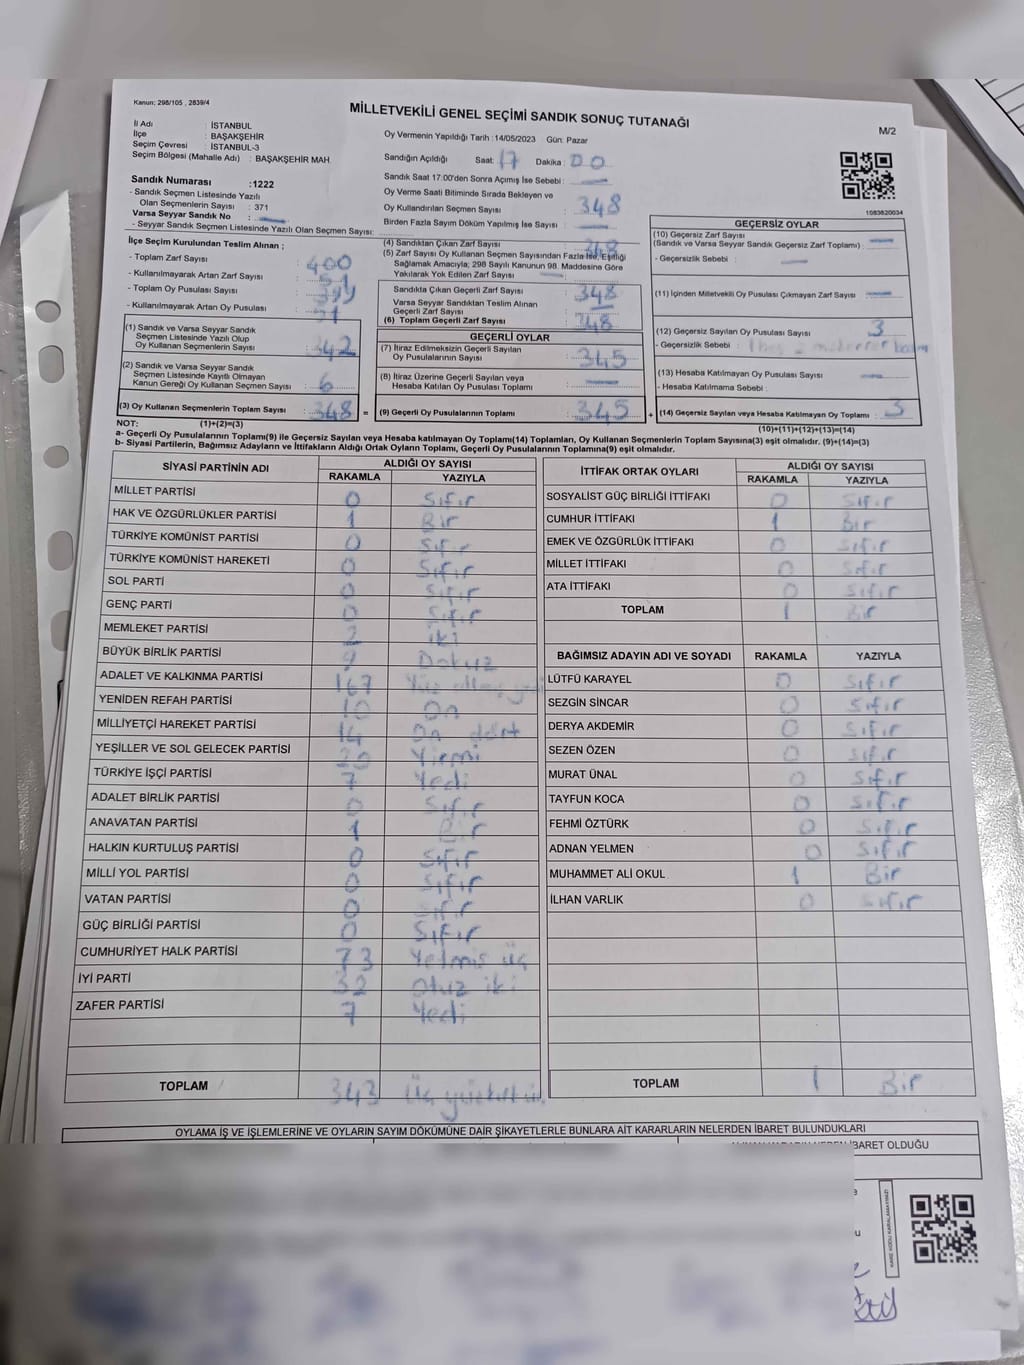 Kanun: 298/105 , 2839/4
MİLLETVEKİLİ GENEL SEÇİMİ SANDIK SONUÇ TUTANAĞI
M/2
İl Adı : İSTANBUL
İlçe : BAŞAKŞEHİR
Seçim Çevresi : İSTANBUL-3
Seçim Bölgesi (Mahalle Adı) : BAŞAKŞEHİR MAH.
Sandık Numarası :1222
- Sandık Seçmen Listesinde Yazılı
Olan Seçmenlerin Sayısı : 371
Varsa Seyyar Sandık No :
- Seyyar Sandık Seçmen Listesinde Yazılı Olan Seçmen Sayısı:
Oy Vermenin Yapıldığı Tarih :14/05/2023 Gün: Pazar
Sandığın Açıldığı Saat: 17 Dakika: 00
Sandık Saat 17:00'den Sonra Açımış İse Sebebi :
Oy Verme Saati Bitiminde Sırada Bekleyen ve
Oy Kullandırılan Seçmen Sayısı : 348
Birden Fazla Sayım Döküm Yapılmış İse Sayısı :
1083620034
İlçe Seçim Kurulundan Teslim Alınan ;
- Toplam Zarf Sayısı : 400
- Kullanılmayarak Artan Zarf Sayısı :
- Toplam Oy Pusulası Sayısı :
- Kullanılmayarak Artan Oy Pusulası :
(1) Sandık ve Varsa Seyyar Sandık
Seçmen Listesinde Yazılı Olup
Oy Kullanan Seçmenlerin Sayısı : 342
(2) Sandık ve Varsa Seyyar Sandık
Seçmen Listesinde Kayıtlı Olmayan
Kanun Gereği Oy Kullanan Seçmen Sayısı : 6
(3) Oy Kullanan Seçmenlerin Toplam Sayısı : 348 =
(4) Sandıktan Çıkan Zarf Sayısı : 348
(5) Zarf Sayısı Oy Kullanan Seçmen Sayısından Fazla İse, Eşitliği
Sağlamak Amacıyla; 298 Sayılı Kanunun 98. Maddesine Göre
Yakılarak Yok Edilen Zarf Sayısı
Sandıkta Çıkan Geçerli Zarf Sayısı : 348
Varsa Seyyar Sandıktan Teslim Alınan
Geçerli Zarf Sayısı :
(6) Toplam Geçerli Zarf Sayısı : 348
GEÇERLİ OYLAR
(7) İtiraz Edilmeksizin Geçerli Sayılan
Oy Pusulalarının Sayısı : 345
(8) İtiraz Üzerine Geçerli Sayılan veya
Hesaba Katılan Oy Pusulası Toplamı :
(9) Geçerli Oy Pusulalarının Toplamı : 345 +
GEÇERSİZ OYLAR
(10) Geçersiz Zarf Sayısı
(Sandık ve Varsa Seyyar Sandık Geçersiz Zarf Toplamı) :
- Geçersizlik Sebebi :
(11) İçinden Milletvekili Oy Pusulası Çıkmayan Zarf Sayısı :
(12) Geçersiz Sayılan Oy Pusulası Sayısı : 3
- Geçersizlik Sebebi : 1 boş 2
(13) Hesaba Katılmayan Oy Pusulası Sayısı :
- Hesaba Katılmama Sebebi :
(14) Geçersiz Sayılan veya Hesaba Katılmayan Oy Toplamı : 3
NOT: (1)+(2)=(3) (10)+(11)+(12)+(13)=(14)
a- Geçerli Oy Pusulalarının Toplamı(9) ile Geçersiz Sayılan veya Hesaba katılmayan Oy Toplamı(14) Toplamları, Oy Kullanan Seçmenlerin Toplam Sayısına(3) eşit olmalıdır. (9)+(14)=(3)
b- Siyasi Partilerin, Bağımsız Adayların ve İttifakların Aldığı Ortak Oyların Toplamı, Geçerli Oy Pusulalarının Toplamına(9) eşit olmalıdır.
SİYASİ PARTİNİN ADI ALDIĞI OY SAYISI
RAKAMLA YAZIYLA
MİLLET PARTİSİ 0 Sıfır
HAK VE ÖZGÜRLÜKLER PARTİSİ 1 Bir
TÜRKİYE KOMÜNİST PARTİSİ 0 Sıfır
TÜRKİYE KOMÜNİST HAREKETİ 0 Sıfır
SOL PARTİ 0 Sıfır
GENÇ PARTİ 0 Sıfır
MEMLEKET PARTİSİ 2 İki
BÜYÜK BİRLİK PARTİSİ 9 Dokuz
ADALET VE KALKINMA PARTİSİ 167 Yüz altmış yedi
YENİDEN REFAH PARTİSİ 10 On
MİLLİYETÇİ HAREKET PARTİSİ 14 On dört
YEŞİLLER VE SOL GELECEK PARTİSİ 20 Yirmi
TÜRKİYE İŞÇİ PARTİSİ 7 Yedi
ADALET BİRLİK PARTİSİ 0 Sıfır
ANAVATAN PARTİSİ 1 Bir
HALKIN KURTULUŞ PARTİSİ 0 Sıfır
MİLLİ YOL PARTİSİ 0 Sıfır
VATAN PARTİSİ 0 Sıfır
GÜÇ BİRLİĞİ PARTİSİ 0 Sıfır
CUMHURİYET HALK PARTİSİ 73 Yetmiş üç
İYİ PARTİ 32 Otuz iki
ZAFER PARTİSİ 7 Yedi
TOPLAM 343
İTTİFAK ORTAK OYLARI ALDIĞI OY SAYISI
RAKAMLA YAZIYLA
SOSYALİST GÜÇ BİRLİĞİ İTTİFAKI 0 Sıfır
CUMHUR İTTİFAKI 1 Bir
EMEK VE ÖZGÜRLÜK İTTİFAKI 0 Sıfır
MİLLET İTTİFAKI 0 Sıfır
ATA İTTİFAKI 0 Sıfır
TOPLAM 1 Bir
BAĞIMSIZ ADAYIN ADI VE SOYADI RAKAMLA YAZIYLA
LÜTFÜ KARAYEL 0 Sıfır
SEZGİN SİNCAR 0 Sıfır
DERYA AKDEMİR 0 Sıfır
SEZEN ÖZEN 0 Sıfır
MURAT ÜNAL 0 Sıfır
TAYFUN KOCA 0 Sıfır
FEHMİ ÖZTÜRK 0 Sıfır
ADNAN YELMEN 0 Sıfır
MUHAMMET ALİ OKUL 1 Bir
İLHAN VARLIK 0 Sıfır
TOPLAM 1 Bir
OYLAMA İŞ VE İŞLEMLERİNE VE OYLARIN SAYIM DÖKÜMÜNE DAİR ŞİKAYETLERLE BUNLARA AİT KARARLARIN NELERDEN İBARET BULUNDUKLARI
İBARET OLDUĞU